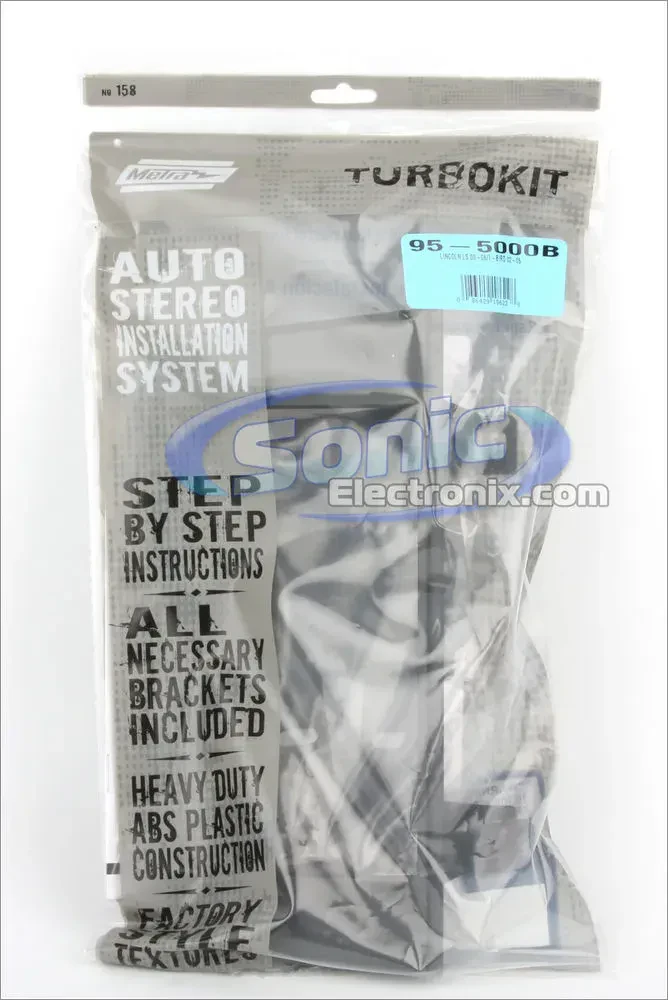 No 158
Metra
TURBOKIT
95 – 5000B
AUTO
STEREO
INSTALLATION
SYSTEM
Sonic
Electronix.com
STEP
BY STEP
INSTRUCTIONS
ALL
NECESSARY
BRACKETS
INCLUDED
HEAVY DUTY
ABS PLASTIC
CONSTRUCTION
FACTORY
STYLE
TEXTURES